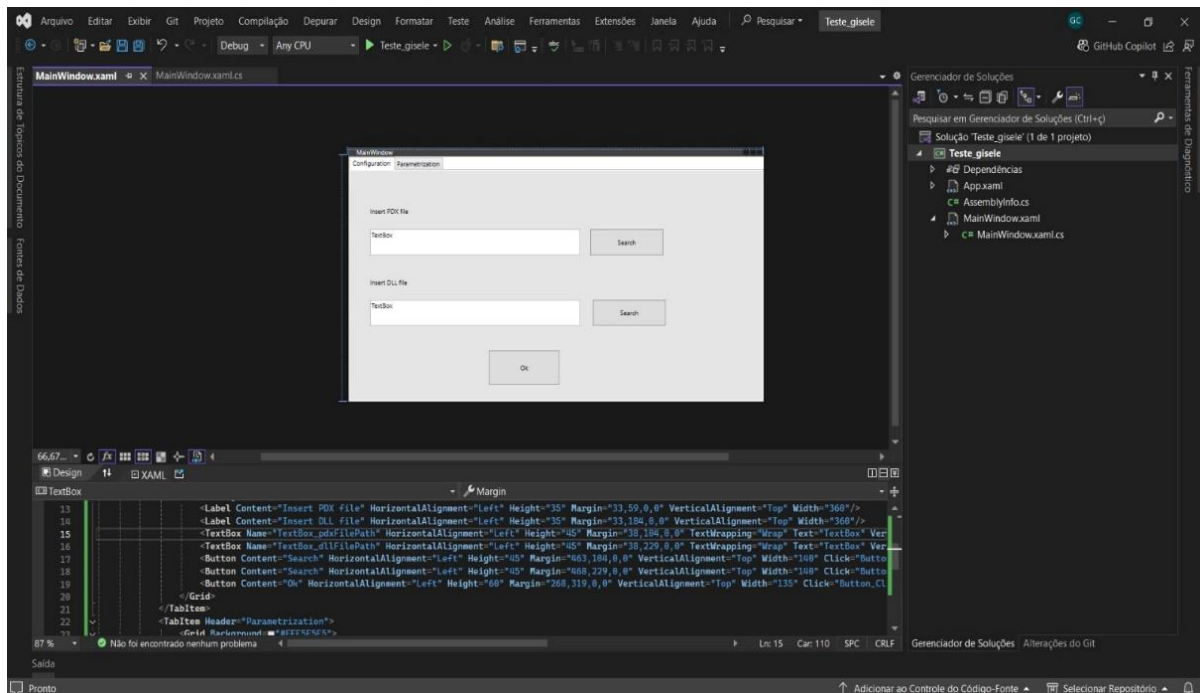 Arquivo Editar Exibir Git Projeto Compilação Depurar Design Formatar Teste Análise Ferramentas Extensões Janela Ajuda Pesquisar Teste_gisele GC
Debug Any CPU Teste_gisele GitHub Copilot
MainWindow.xaml MainWindow.xaml.cs
Estrutura de Tópicos do Documento
Fontes de Dados
MainWindow
Configuration Parametrization
Insert PDX file
TextBox
Search
Insert DLL file
TextBox
Search
Ok
Gerenciador de Soluções
Pesquisar em Gerenciador de Soluções (Ctrl+ç)
Solução 'Teste_gisele' (1 de 1 projeto)
Teste_gisele
Dependências
App.xaml
C# AssemblyInfo.cs
MainWindow.xaml
C# MainWindow.xaml.cs
Ferramentas de Diagnóstico
66,67...
Design XAML
TextBox Margin
13 <Label Content="Insert PDX file" HorizontalAlignment="Left" Height="35" Margin="33,59,0,0" VerticalAlignment="Top" Width="360"/>
14 <Label Content="Insert DLL file" HorizontalAlignment="Left" Height="35" Margin="33,184,0,0" VerticalAlignment="Top" Width="360"/>
15 <TextBox Name="TextBox_pdxFilePath" HorizontalAlignment="Left" Height="45" Margin="38,104,0,0" TextWrapping="Wrap" Text="TextBox" Ver
16 <TextBox Name="TextBox_dllFilePath" HorizontalAlignment="Left" Height="45" Margin="38,229,0,0" TextWrapping="Wrap" Text="TextBox" Ver
17 <Button Content="Search" HorizontalAlignment="Left" Height="45" Margin="463,104,0,0" VerticalAlignment="Top" Width="140" Click="Butto
18 <Button Content="Search" HorizontalAlignment="Left" Height="45" Margin="468,229,0,0" VerticalAlignment="Top" Width="140" Click="Butto
19 <Button Content="Ok" HorizontalAlignment="Left" Height="60" Margin="268,319,0,0" VerticalAlignment="Top" Width="135" Click="Button_Cl
20 </Grid>
21 </TabItem>
22 <TabItem Header="Parametrization">
23 <Grid Background="#FFE5E5E5">
87 % Não foi encontrado nenhum problema Ln: 15 Car: 110 SPC CRLF
Gerenciador de Soluções Alterações do Git
Saída
Pronto Adicionar ao Controle do Código-Fonte Selecionar Repositório